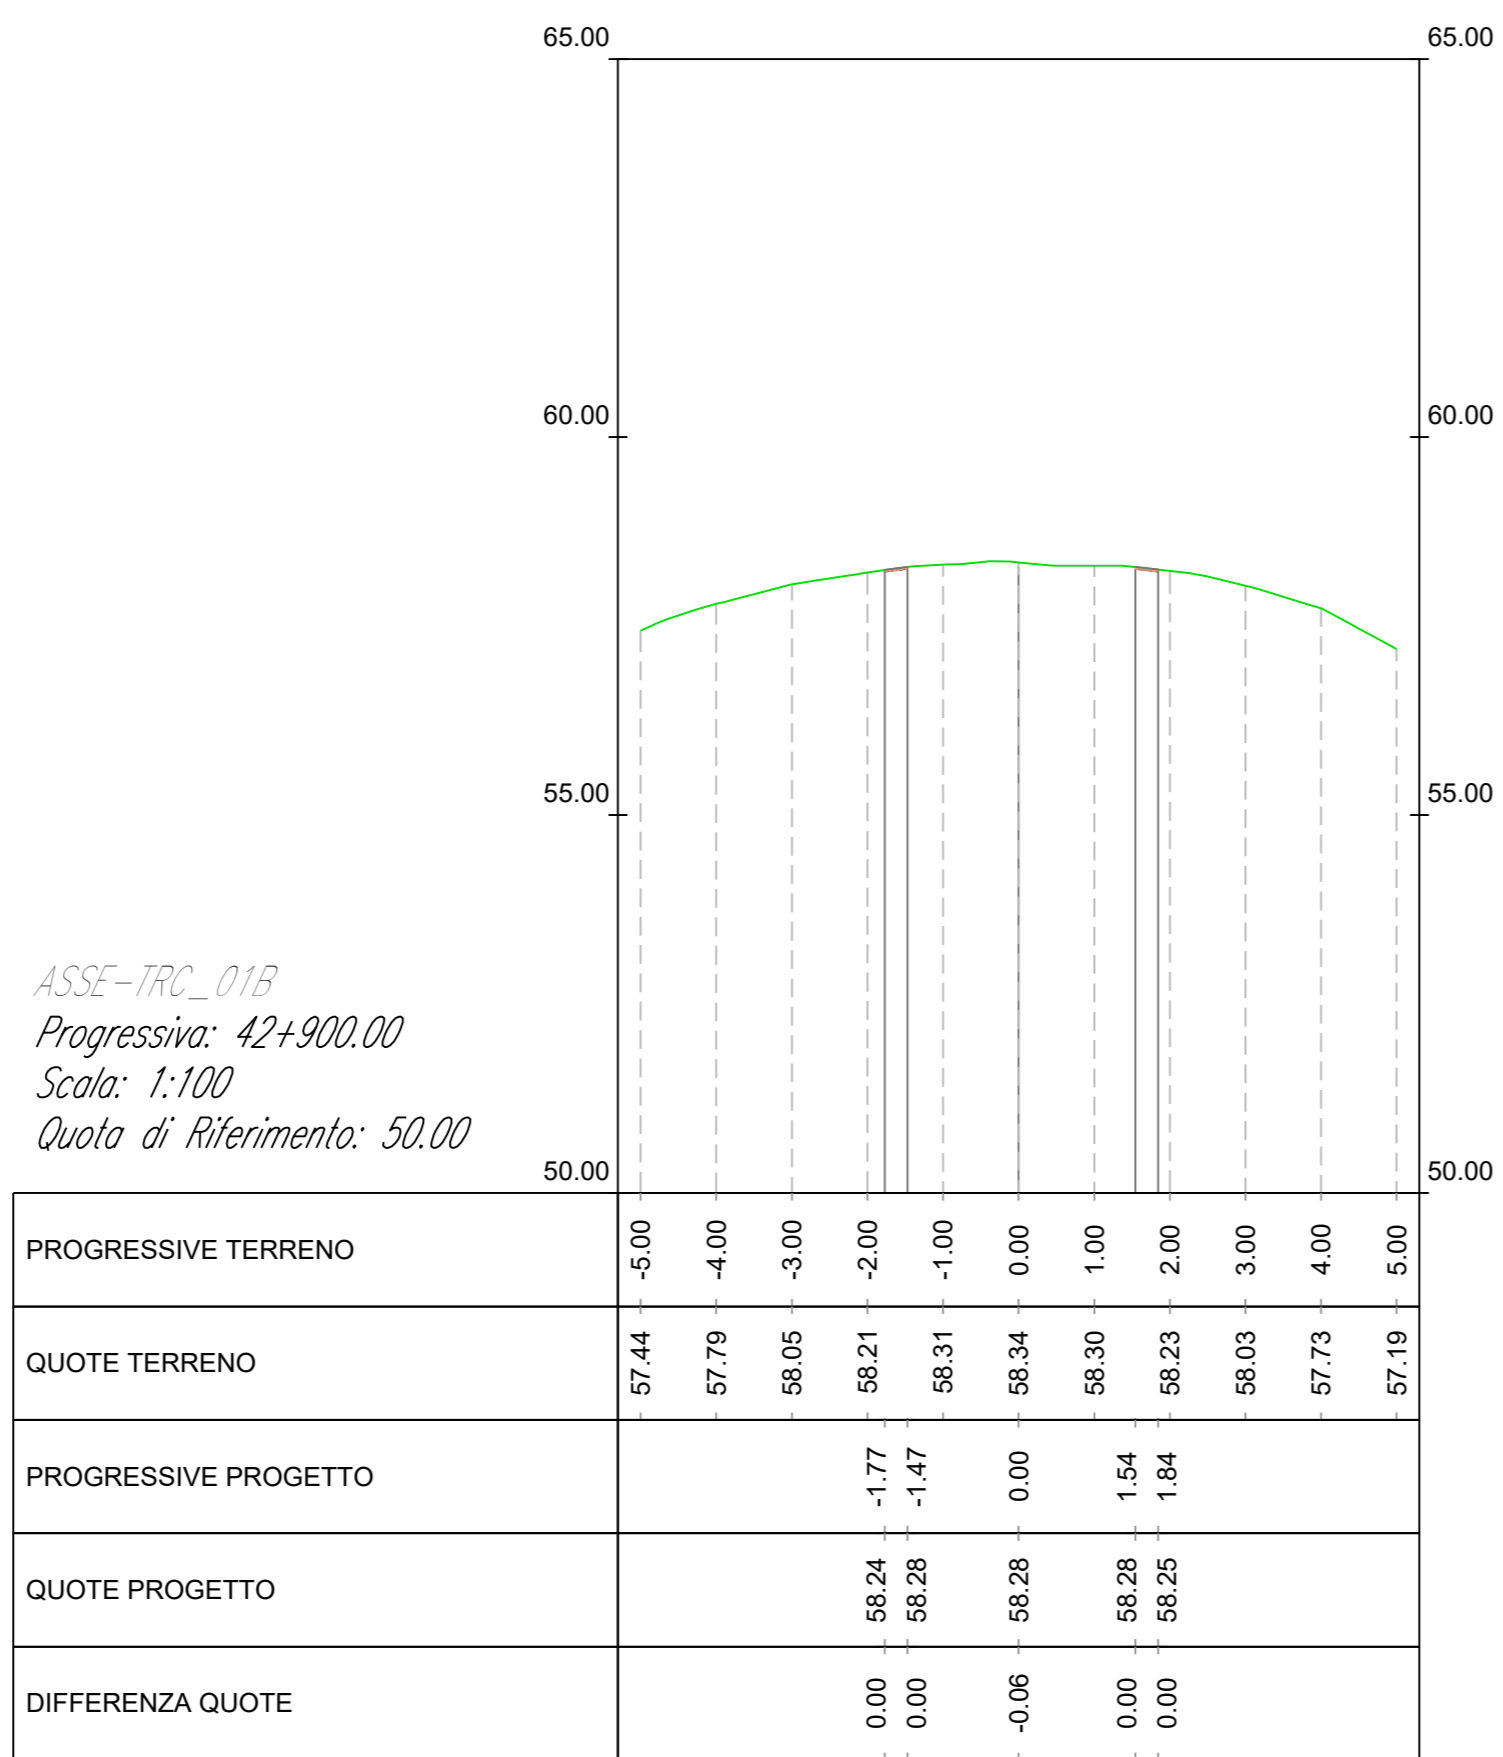 65.00 65.00
60.00 60.00
55.00 55.00
ASSE-TRC_01B
Progressiva: 42+900.00
Scala: 1:100
Quota di Riferimento: 50.00
50.00 50.00
PROGRESSIVE TERRENO -5.00 -4.00 -3.00 -2.00 -1.00 0.00 1.00 2.00 3.00 4.00 5.00
QUOTE TERRENO 57.44 57.79 58.05 58.21 58.31 58.34 58.30 58.23 58.03 57.73 57.19
PROGRESSIVE PROGETTO -1.77 -1.47 0.00 1.54 1.84
QUOTE PROGETTO 58.24 58.28 58.28 58.28 58.25
DIFFERENZA QUOTE 0.00 0.00 -0.06 0.00 0.00